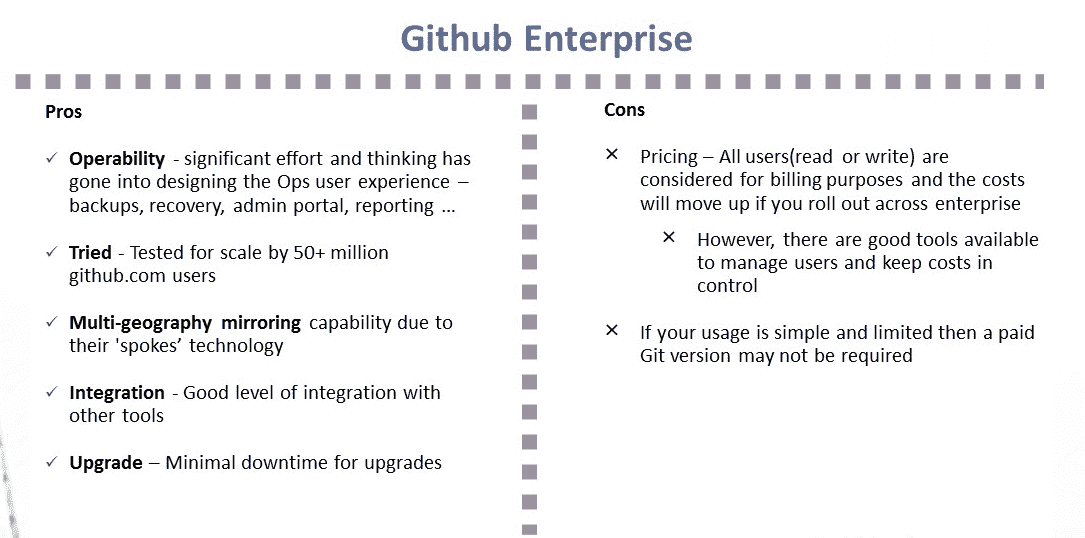 Github Enterprise
Pros
✓ Operability - significant effort and thinking has
gone into designing the Ops user experience –
backups, recovery, admin portal, reporting ...
✓ Tried - Tested for scale by 50+ million
github.com users
✓ Multi-geography mirroring capability due to
their 'spokes’ technology
✓ Integration - Good level of integration with
other tools
✓ Upgrade – Minimal downtime for upgrades
Cons
✕ Pricing – All users(read or write) are
considered for billing purposes and the costs
will move up if you roll out across enterprise
✕ However, there are good tools available
to manage users and keep costs in
control
✕ If your usage is simple and limited then a paid
Git version may not be required